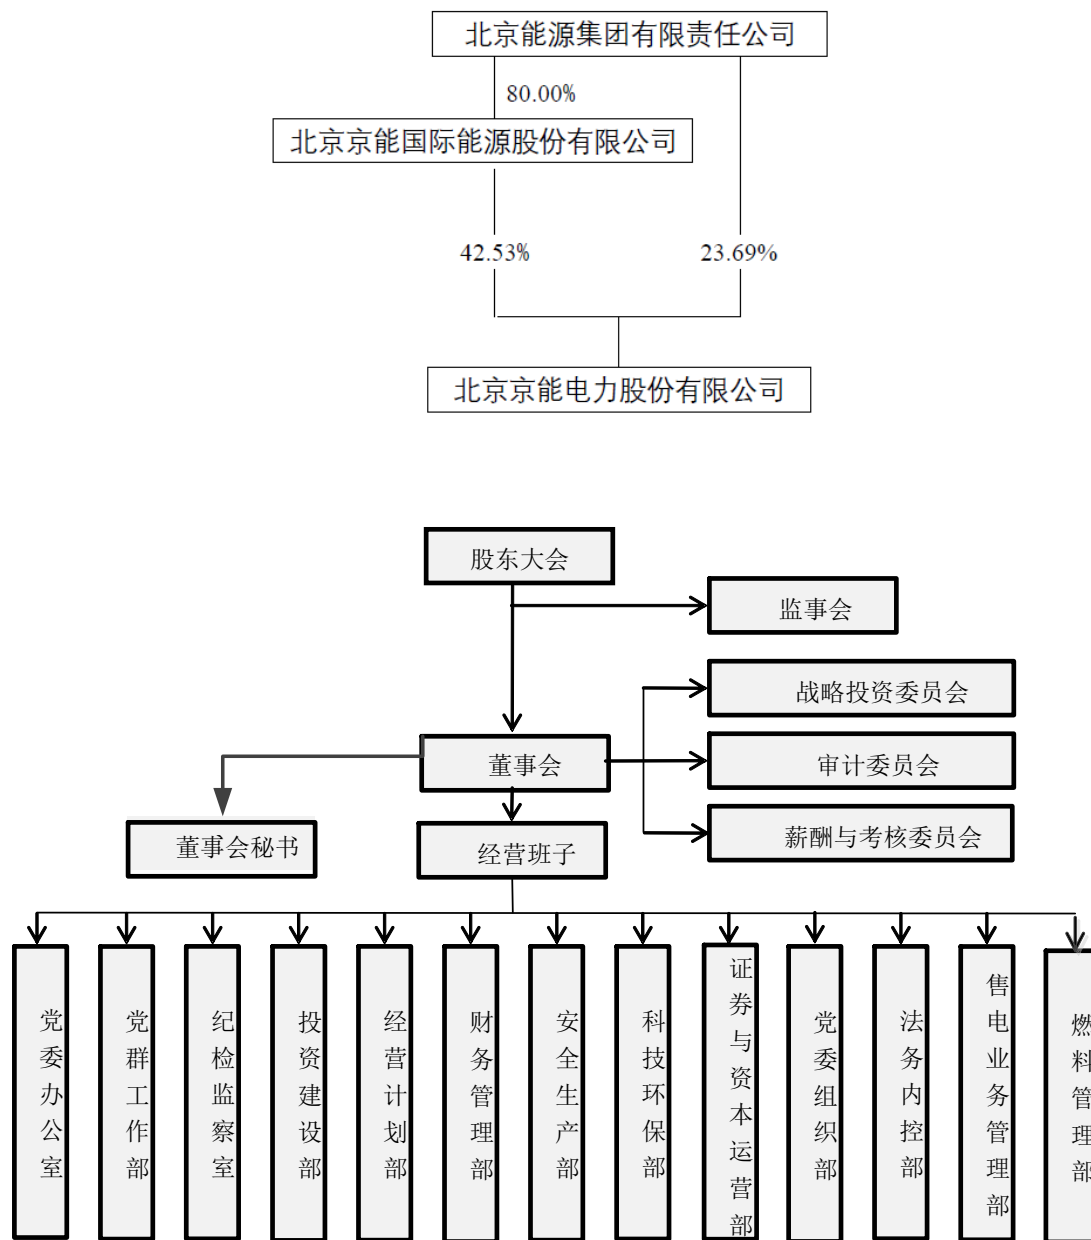 北京能源集团有限责任公司
80.00%
北京京能国际能源股份有限公司
42.53%
23.69%
北京京能电力股份有限公司
股东大会
监事会
战略投资委员会
董事会
审计委员会
董事会秘书
经营班子
薪酬与考核委员会
党委办公室
党群工作部
纪检监察室
投资建设部
经营计划部
财务管理部
安全生产部
科技环保部
证券与资本运营部
党委组织部
法务内控部
售电业务管理部
燃料管理部